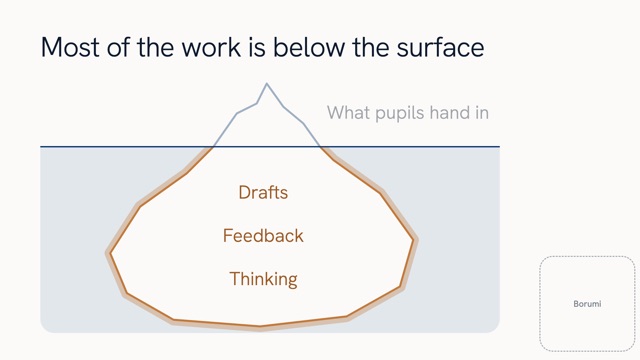 Most of the work is below the surface
What pupils hand in
Drafts
Feedback
Thinking
Borumi